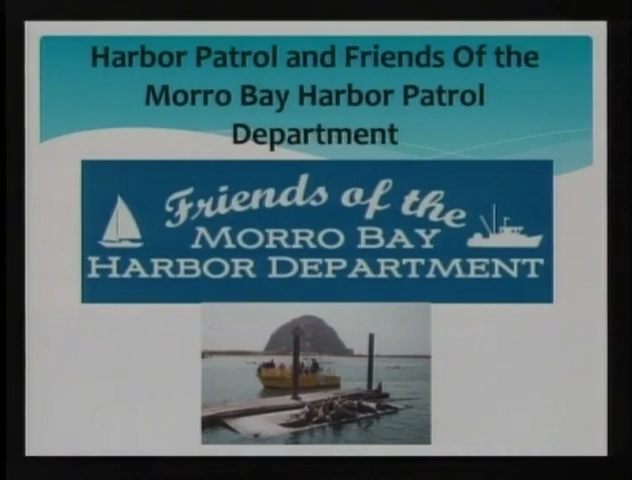 Harbor Patrol and Friends Of the
Morro Bay Harbor Patrol
Department
Friends of the
MORRO BAY
HARBOR DEPARTMENT